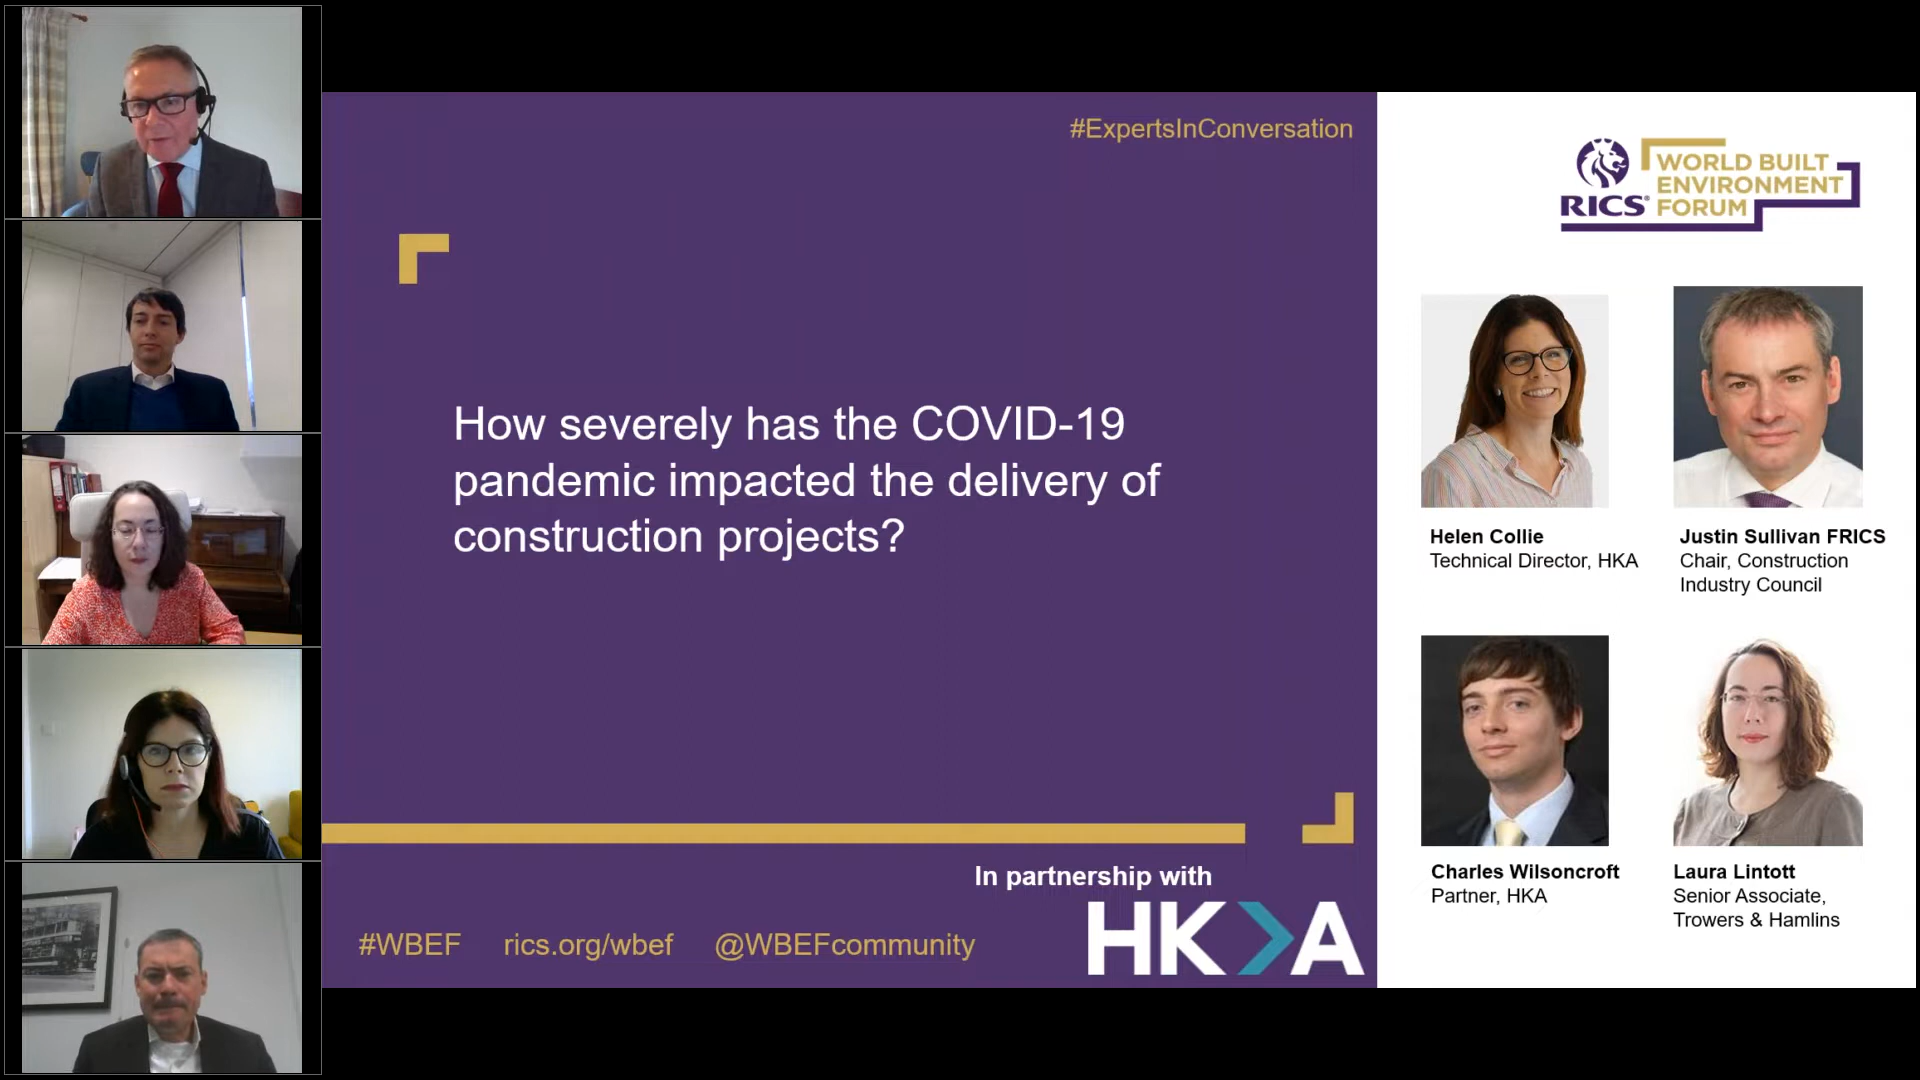 #ExpertsInConversation
How severely has the COVID-19
pandemic impacted the delivery of
construction projects?
In partnership with
HKA
#WBEF rics.org/wbef @WBEFcommunity
RICS®
WORLD BUILT
ENVIRONMENT
FORUM
Helen Collie
Technical Director, HKA
Justin Sullivan FRICS
Chair, Construction
Industry Council
Charles Wilsoncroft
Partner, HKA
Laura Lintott
Senior Associate,
Trowers & Hamlins